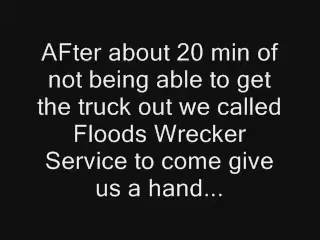 AFter about 20 min of
not being able to get
the truck out we called
Floods Wrecker
Service to come give
us a hand...